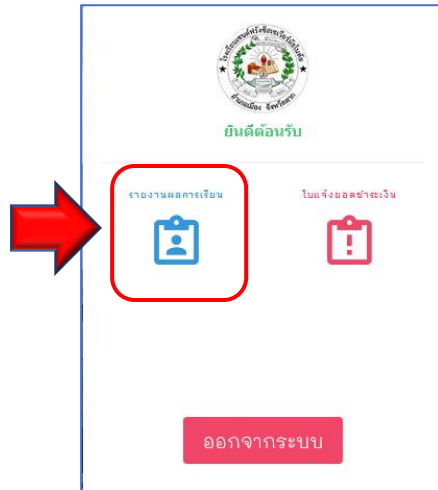 ยินดีต้อนรับ
รายงานผลการเรียน
ใบแจ้งยอดชำระเงิน
ออกจากระบบ